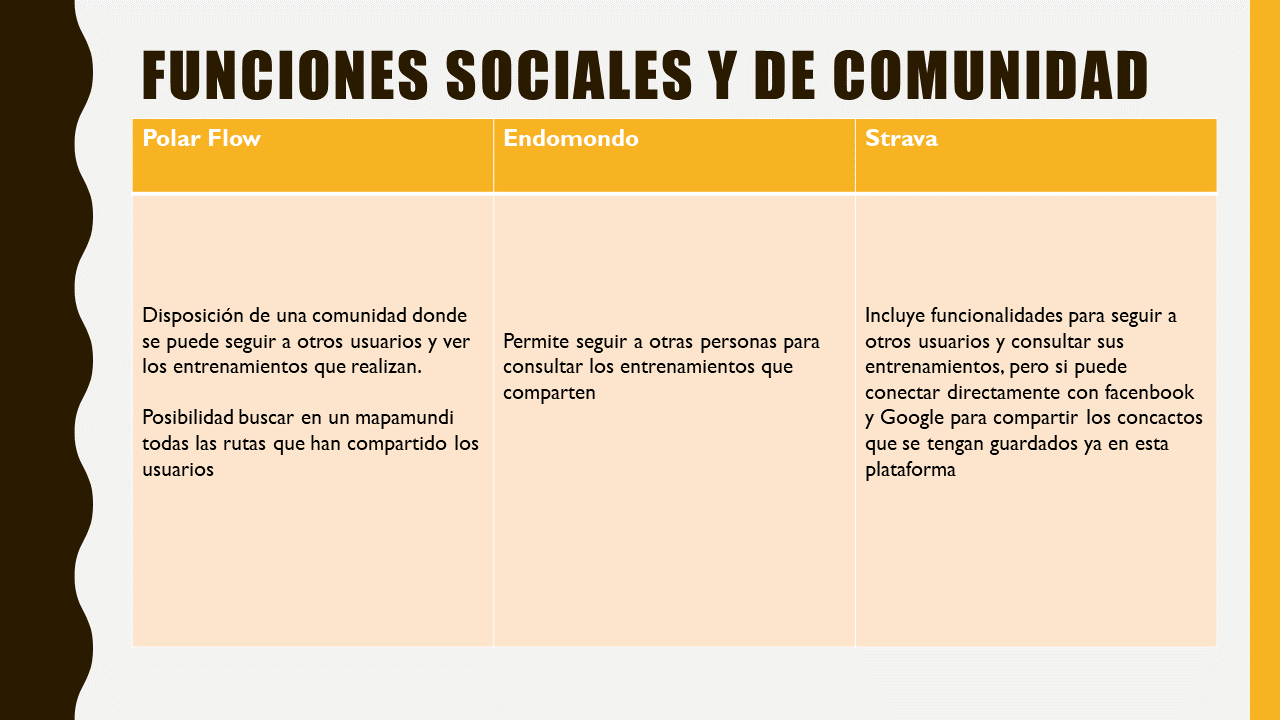 FUNCIONES SOCIALES Y DE COMUNIDAD
Polar Flow
Endomondo
Strava
Disposición de una comunidad donde
se puede seguir a otros usuarios y ver
los entrenamientos que realizan.
Posibilidad buscar en un mapamundi
todas las rutas que han compartido los
usuarios
Permite seguir a otras personas para
consultar los entrenamientos que
comparten
Incluye funcionalidades para seguir a
otros usuarios y consultar sus
entrenamientos, pero si puede
conectar directamente con facenbook
y Google para compartir los concactos
que se tengan guardados ya en esta
plataforma